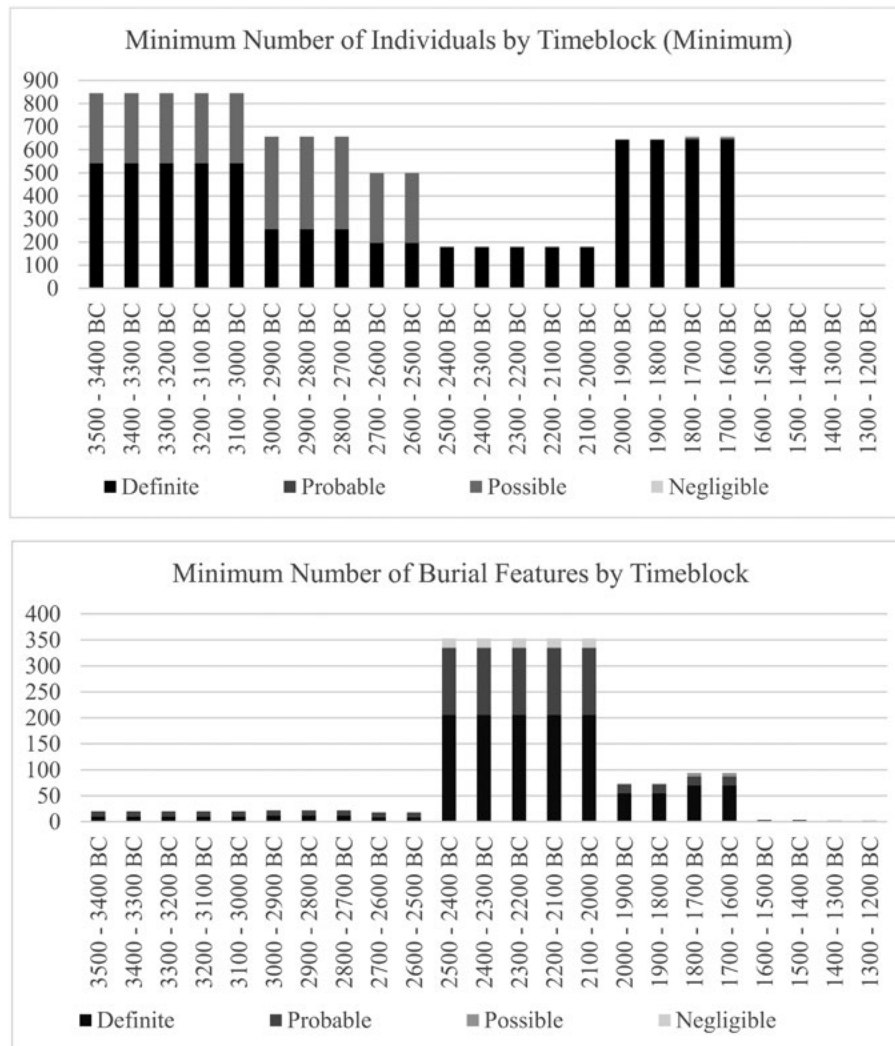 Minimum Number of Individuals by Timeblock (Minimum)
900
800
700
600
500
400
300
200
100
0
3500 - 3400 BC
3400 - 3300 BC
3300 - 3200 BC
3200 - 3100 BC
3100 - 3000 BC
3000 - 2900 BC
2900 - 2800 BC
2800 - 2700 BC
2700 - 2600 BC
2600 - 2500 BC
2500 - 2400 BC
2400 - 2300 BC
2300 - 2200 BC
2200 - 2100 BC
2100 - 2000 BC
2000 - 1900 BC
1900 - 1800 BC
1800 - 1700 BC
1700 - 1600 BC
1600 - 1500 BC
1500 - 1400 BC
1400 - 1300 BC
1300 - 1200 BC
Definite Probable Possible Negligible
Minimum Number of Burial Features by Timeblock
400
350
300
250
200
150
100
50
0
3500 - 3400 BC
3400 - 3300 BC
3300 - 3200 BC
3200 - 3100 BC
3100 - 3000 BC
3000 - 2900 BC
2900 - 2800 BC
2800 - 2700 BC
2700 - 2600 BC
2600 - 2500 BC
2500 - 2400 BC
2400 - 2300 BC
2300 - 2200 BC
2200 - 2100 BC
2100 - 2000 BC
2000 - 1900 BC
1900 - 1800 BC
1800 - 1700 BC
1700 - 1600 BC
1600 - 1500 BC
1500 - 1400 BC
1400 - 1300 BC
1300 - 1200 BC
Definite Probable Possible Negligible